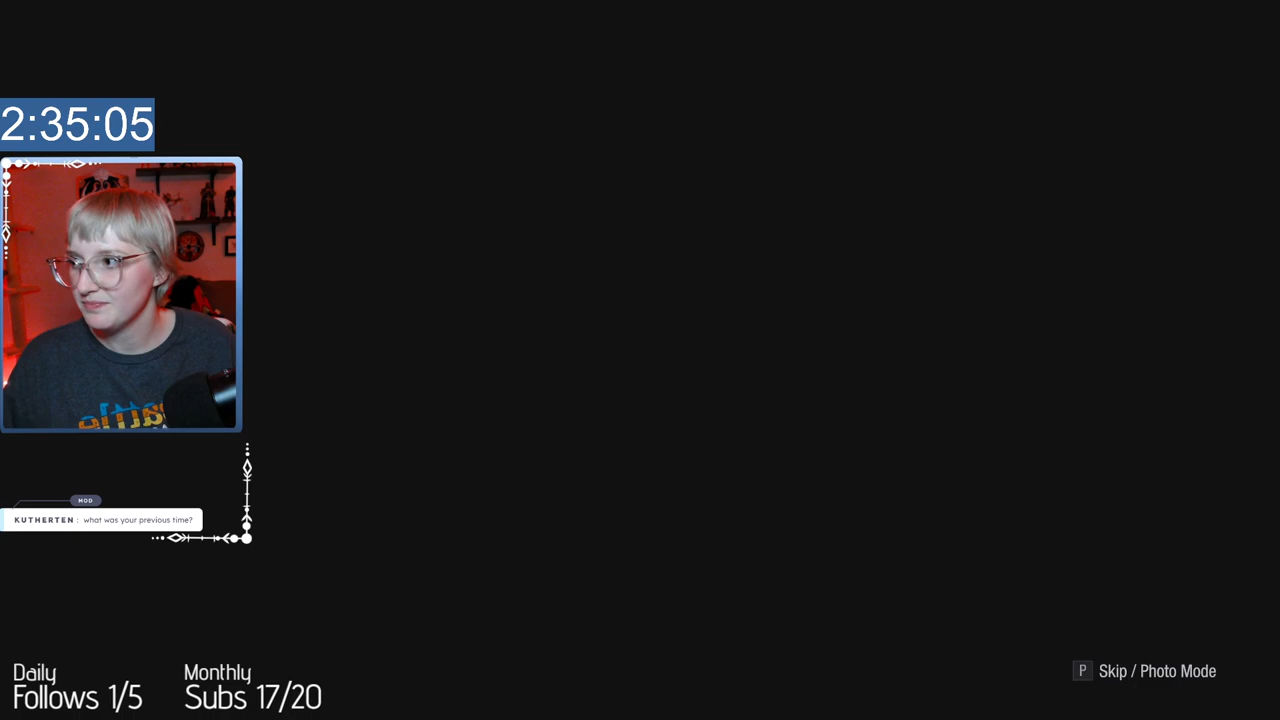 2:35:05
MOD
KUTHERTEN : what was your previous time?
Daily
Follows 1/5
Monthly
Subs 17/20
P Skip / Photo Mode